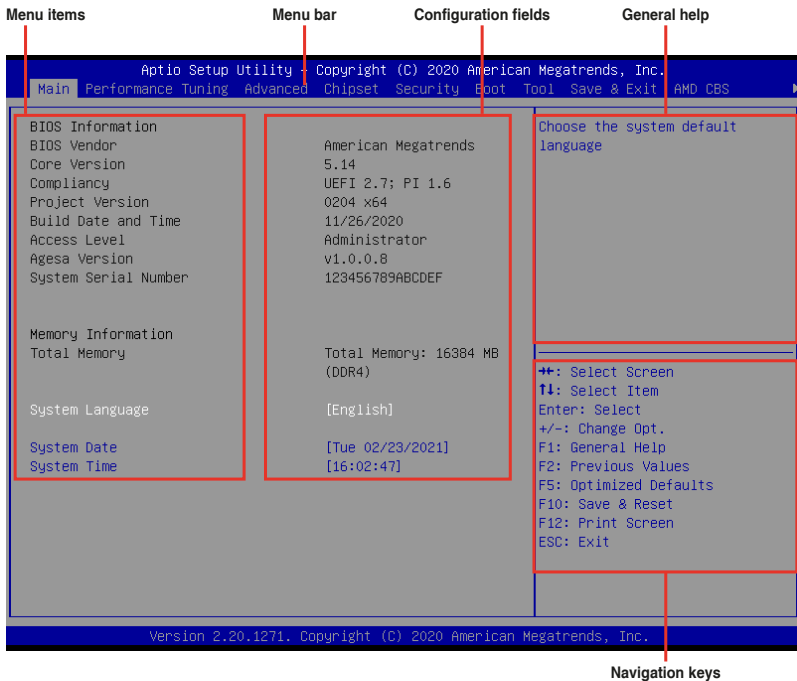 Menu items Menu bar Configuration fields General help
Aptio Setup Utility - Copyright (C) 2020 American Megatrends, Inc.
Main Performance Tuning Advanced Chipset Security Boot Tool Save & Exit AMD CBS
BIOS Information
BIOS Vendor American Megatrends
Core Version 5.14
Compliancy UEFI 2.7; PI 1.6
Project Version 0204 x64
Build Date and Time 11/26/2020
Access Level Administrator
Agesa Version v1.0.0.8
System Serial Number 123456789ABCDEF
Memory Information
Total Memory Total Memory: 16384 MB
(DDR4)
System Language [English]
System Date [Tue 02/23/2021]
System Time [16:02:47]
Choose the system default
language
→←: Select Screen
↑↓: Select Item
Enter: Select
+/-: Change Opt.
F1: General Help
F2: Previous Values
F5: Optimized Defaults
F10: Save & Reset
F12: Print Screen
ESC: Exit
Version 2.20.1271. Copyright (C) 2020 American Megatrends, Inc.
Navigation keys